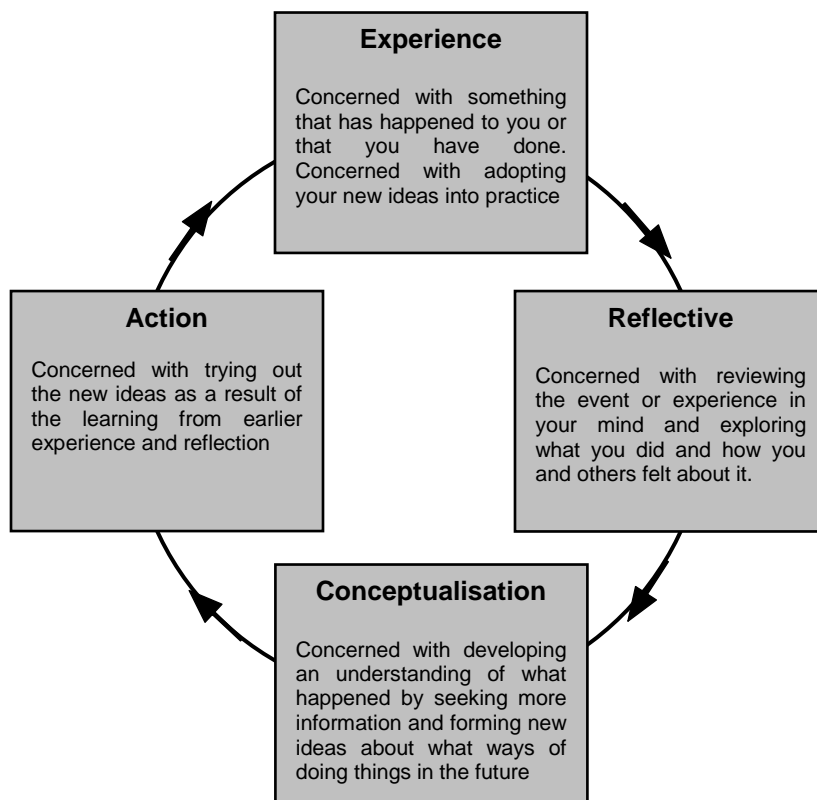 Experience
Concerned with something
that has happened to you or
that you have done.
Concerned with adopting
your new ideas into practice
Action
Concerned with trying out
the new ideas as a result of
the learning from earlier
experience and reflection
Reflective
Concerned with reviewing
the event or experience in
your mind and exploring
what you did and how you
and others felt about it.
Conceptualisation
Concerned with developing
an understanding of what
happened by seeking more
information and forming new
ideas about what ways of
doing things in the future